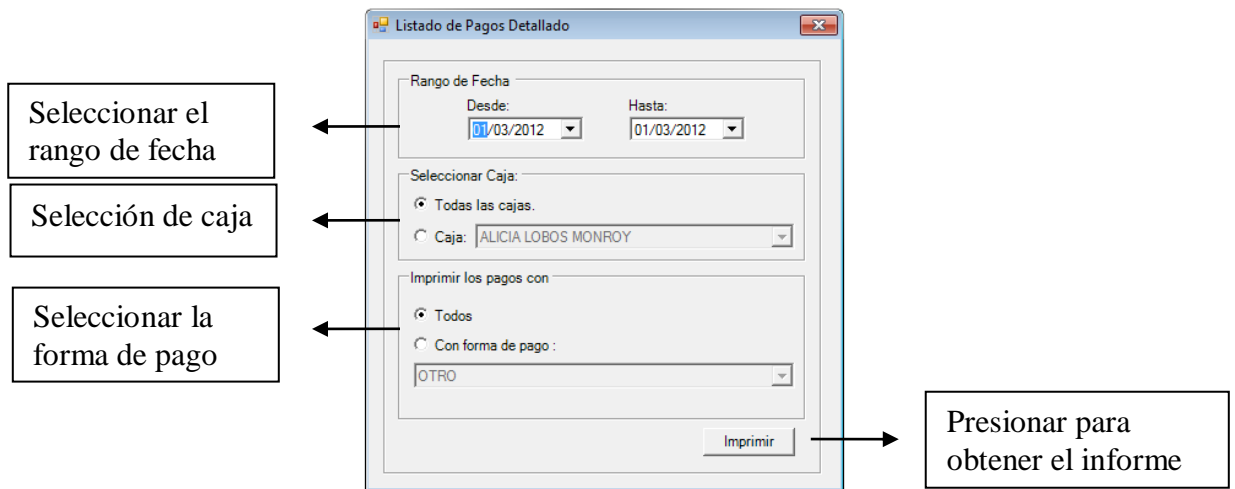 Listado de Pagos Detallado
Rango de Fecha
Desde:
Hasta:
01/03/2012
01/03/2012
Seleccionar el
rango de fecha
Seleccionar Caja:
Todas las cajas.
Caja: ALICIA LOBOS MONROY
Selección de caja
Imprimir los pagos con
Todos
Con forma de pago :
OTRO
Seleccionar la
forma de pago
Imprimir
Presionar para
obtener el informe